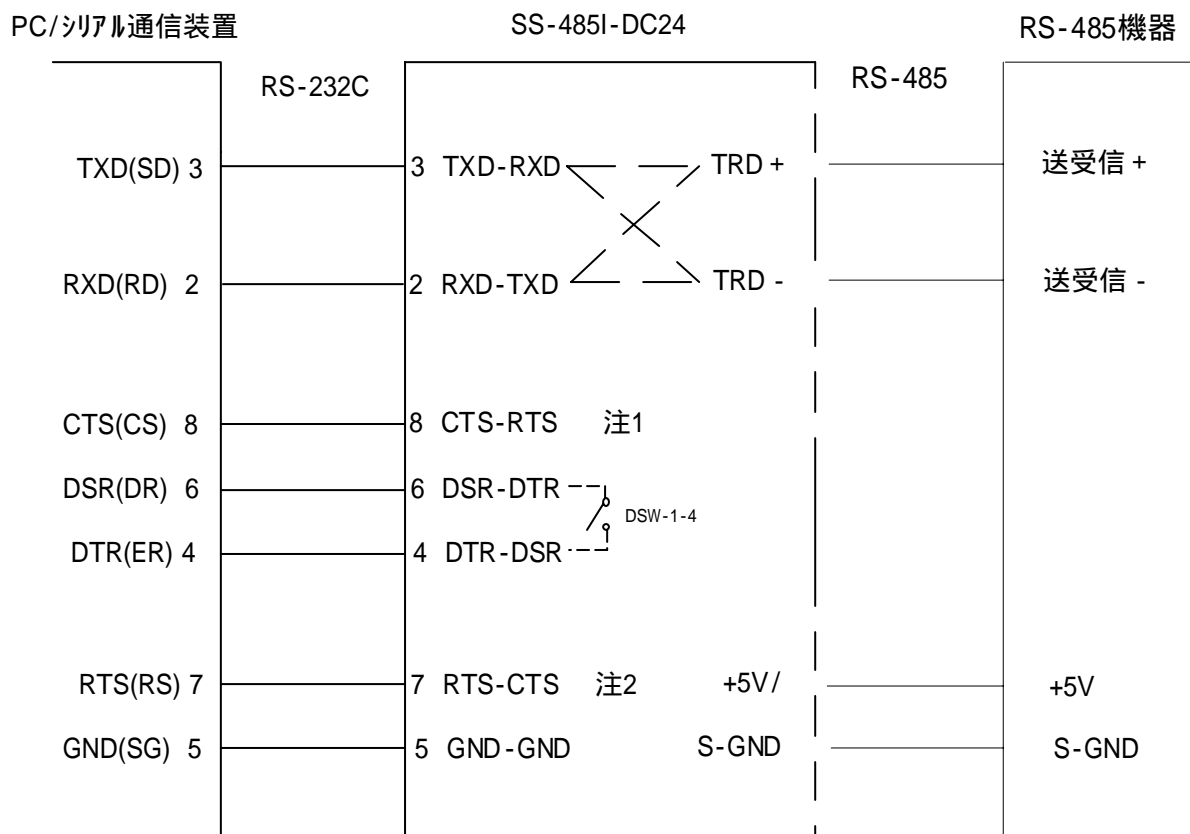 PC/ｼﾘｱﾙ通信装置 SS-485I-DC24 RS-485機器
RS-232C RS-485
TXD(SD) 3 3 TXD-RXD TRD + 送受信 +
RXD(RD) 2 2 RXD-TXD TRD - 送受信 -
CTS(CS) 8 8 CTS-RTS 注1
DSR(DR) 6 6 DSR-DTR
DSW-1-4
DTR(ER) 4 4 DTR-DSR
RTS(RS) 7 7 RTS-CTS 注2 +5V/ +5V
GND(SG) 5 5 GND-GND S-GND S-GND